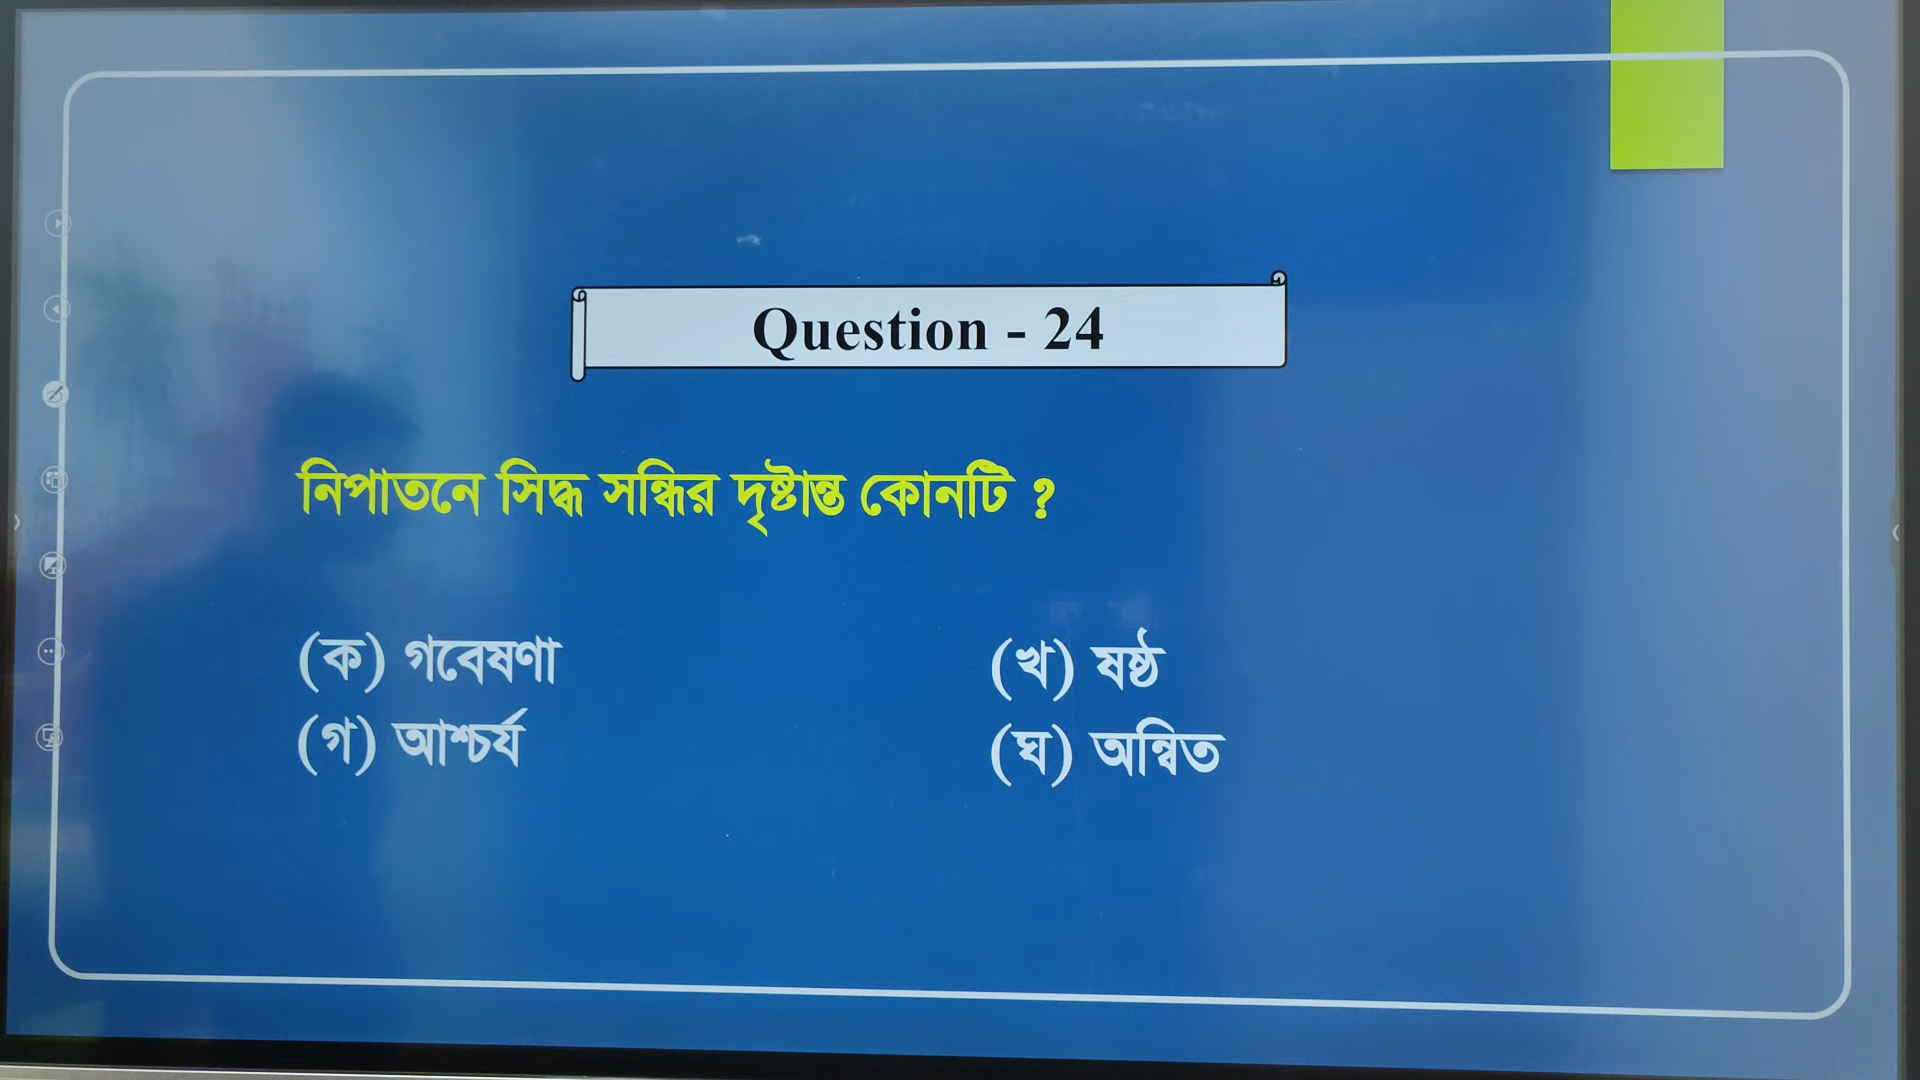 Question - 24
নিপাতনে সিদ্ধ সন্ধির দৃষ্টান্ত কোনটি ?
(ক) গবেষণা (খ) ষষ্ঠ
(গ) আশ্চর্য (ঘ) অন্বিত